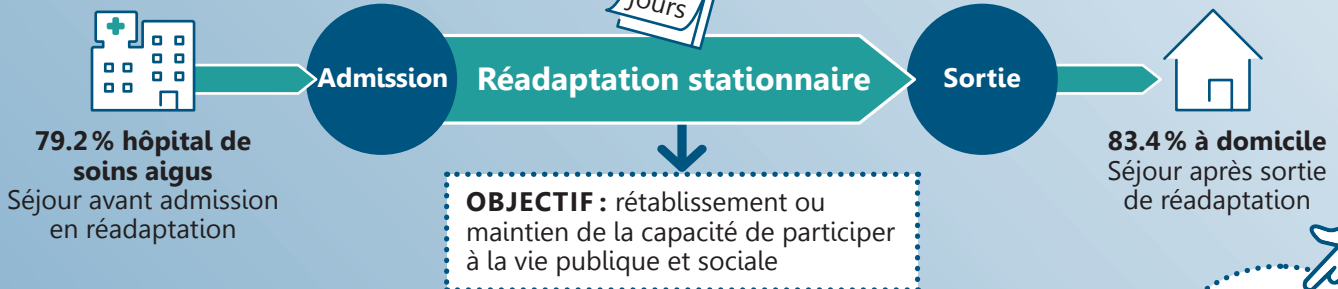 jours
Admission
Réadaptation stationnaire
Sortie
79.2% hôpital de
soins aigus
Séjour avant admission
en réadaptation
OBJECTIF : rétablissement ou
maintien de la capacité de participer
à la vie publique et sociale
83.4% à domicile
Séjour après sortie
de réadaptation